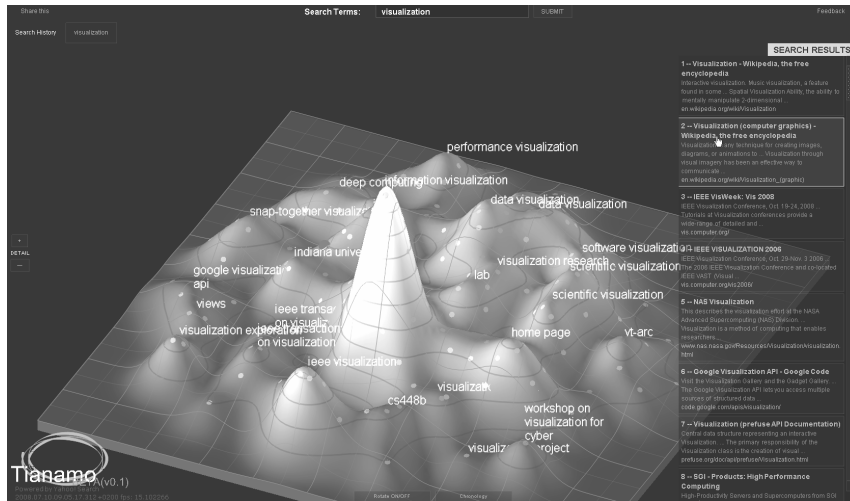 Share this
Search Terms:
visualization
SUBMIT
Feedback
Search History
visualization
SEARCH RESULTS
1 -- Visualization - Wikipedia, the free
encyclopedia
Interactive visualization. Music visualization, a feature
found in some ... Spatial Visualization Ability, the ability to
mentally manipulate 2-dimensional ...
en.wikipedia.org/wiki/Visualization
2 -- Visualization (computer graphics) -
Wikipedia, the free encyclopedia
Visualization any technique for creating images,
diagrams, or animations to ... Visualization through
visual imagery has been an effective way to
communicate ...
en.wikipedia.org/wiki/Visualization_(graphic)
3 -- IEEE VisWeek: Vis 2008
IEEE Visualization Conference, Oct. 19-24, 2008 ...
Tutorials at Visualization conferences provide a
wide-range of detailed and ...
vis.computer.org/
IEEE VISUALIZATION 2006
IEEE Visualization Conference, Oct. 29-Nov. 3 2006 ...
The 2006 IEEE Visualization Conference and co-located
IEEE VAST (Visual ...
vis.computer.org/vis2006/
5 -- NAS Visualization
This describes the visualization effort at the NASA
Advanced Supercomputing (NAS) Division ...
Visualization is a method of computing that enables
researchers...
www.nas.nasa.gov/Resources/Visualization/visualization.
html
6 -- Google Visualization API - Google Code
Visit the Visualization Gallery and the Gadget Gallery ...
The Google Visualization API lets you access multiple
sources of structured data...
code.google.com/apis/visualization/
7 -- Visualization (prefuse API Documentation)
Central data structure representing an interactive
Visualization. ... The primary responsibility of the
Visualization class is the creation of visual ...
prefuse.org/doc/api/prefuse/Visualization.html
8 -- SGI - Products: High Performance
Computing
High-Productivity Servers and Supercomputers from SGI
performance visualization
deep computing
information visualization
data visualization
data visualization
snap-together visualiz
indiana unive
software visualization
visualization research
scientific visualization
google visualizati
api
lab
scientific visualization
views
ieee transa
on visuali
visualization
on visualization
home page
vt-arc
ieee visualization
visualiza
cs448b
workshop on
visualization for
cyber
visualiz
project
+
DETAIL
Tianamo
(v0.1)
Rotate ON/OFF